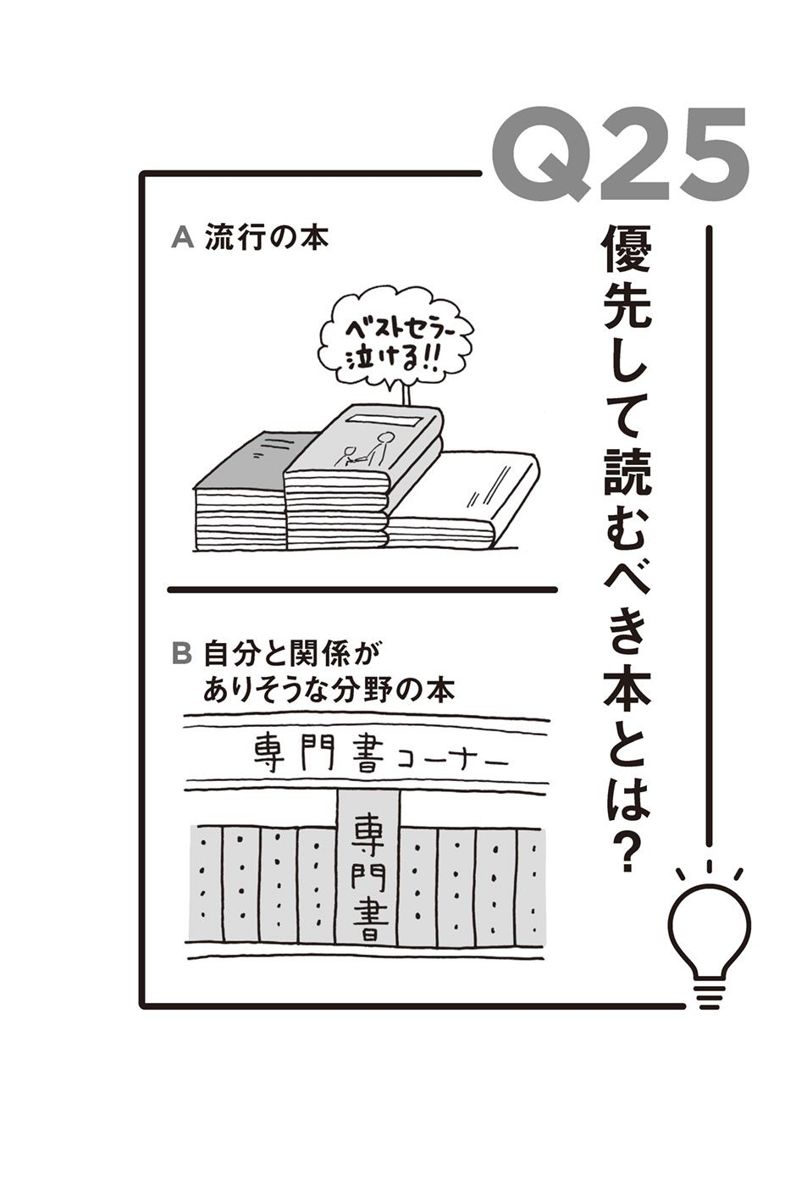 Q25
優先して読むべき本とは？
A 流行の本
ベストセラー
泣ける!!
B 自分と関係が
ありそうな分野の本
専門書コーナー
専門書